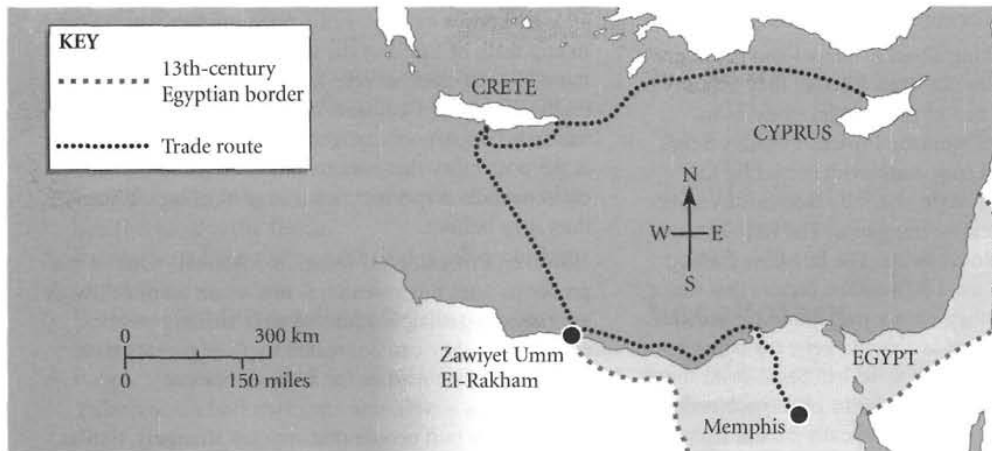 KEY
13th-century
Egyptian border
Trade route
CRETE
CYPRUS
N
W E
S
0 300 km
0 150 miles
Zawiyet Umm
El-Rakham
EGYPT
Memphis